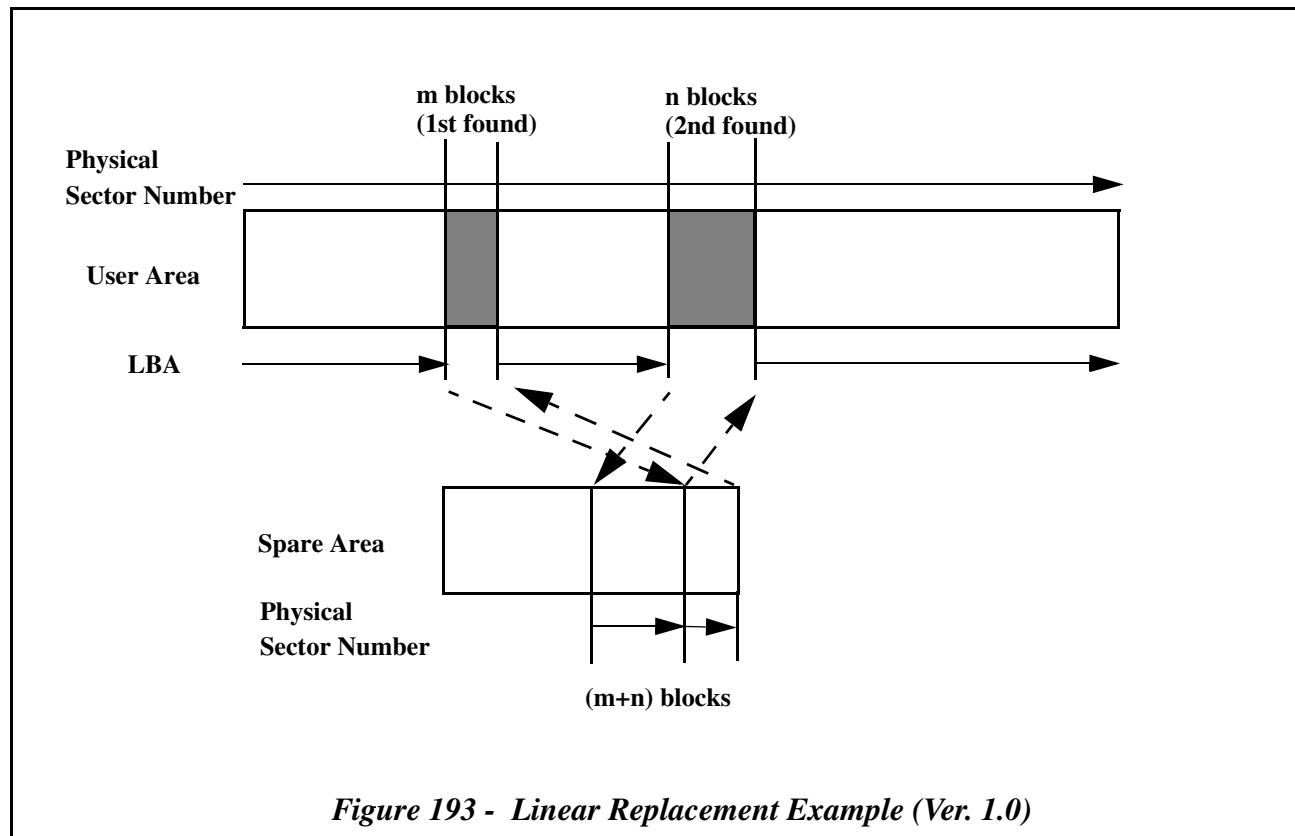 m blocks
(1st found)
n blocks
(2nd found)
Physical
Sector Number
User Area
LBA
Spare Area
Physical
Sector Number
(m+n) blocks
Figure 193 - Linear Replacement Example (Ver. 1.0)